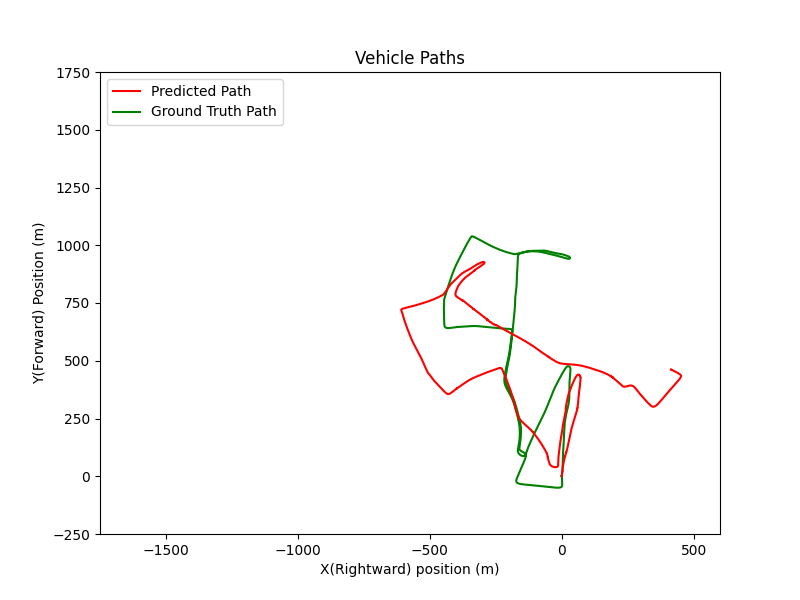 Vehicle Paths
Predicted Path
Ground Truth Path
1750
1500
1250
1000
750
500
250
0
−250
Y(Forward) Position (m)
−1500
−1000
−500
0
500
X(Rightward) position (m)